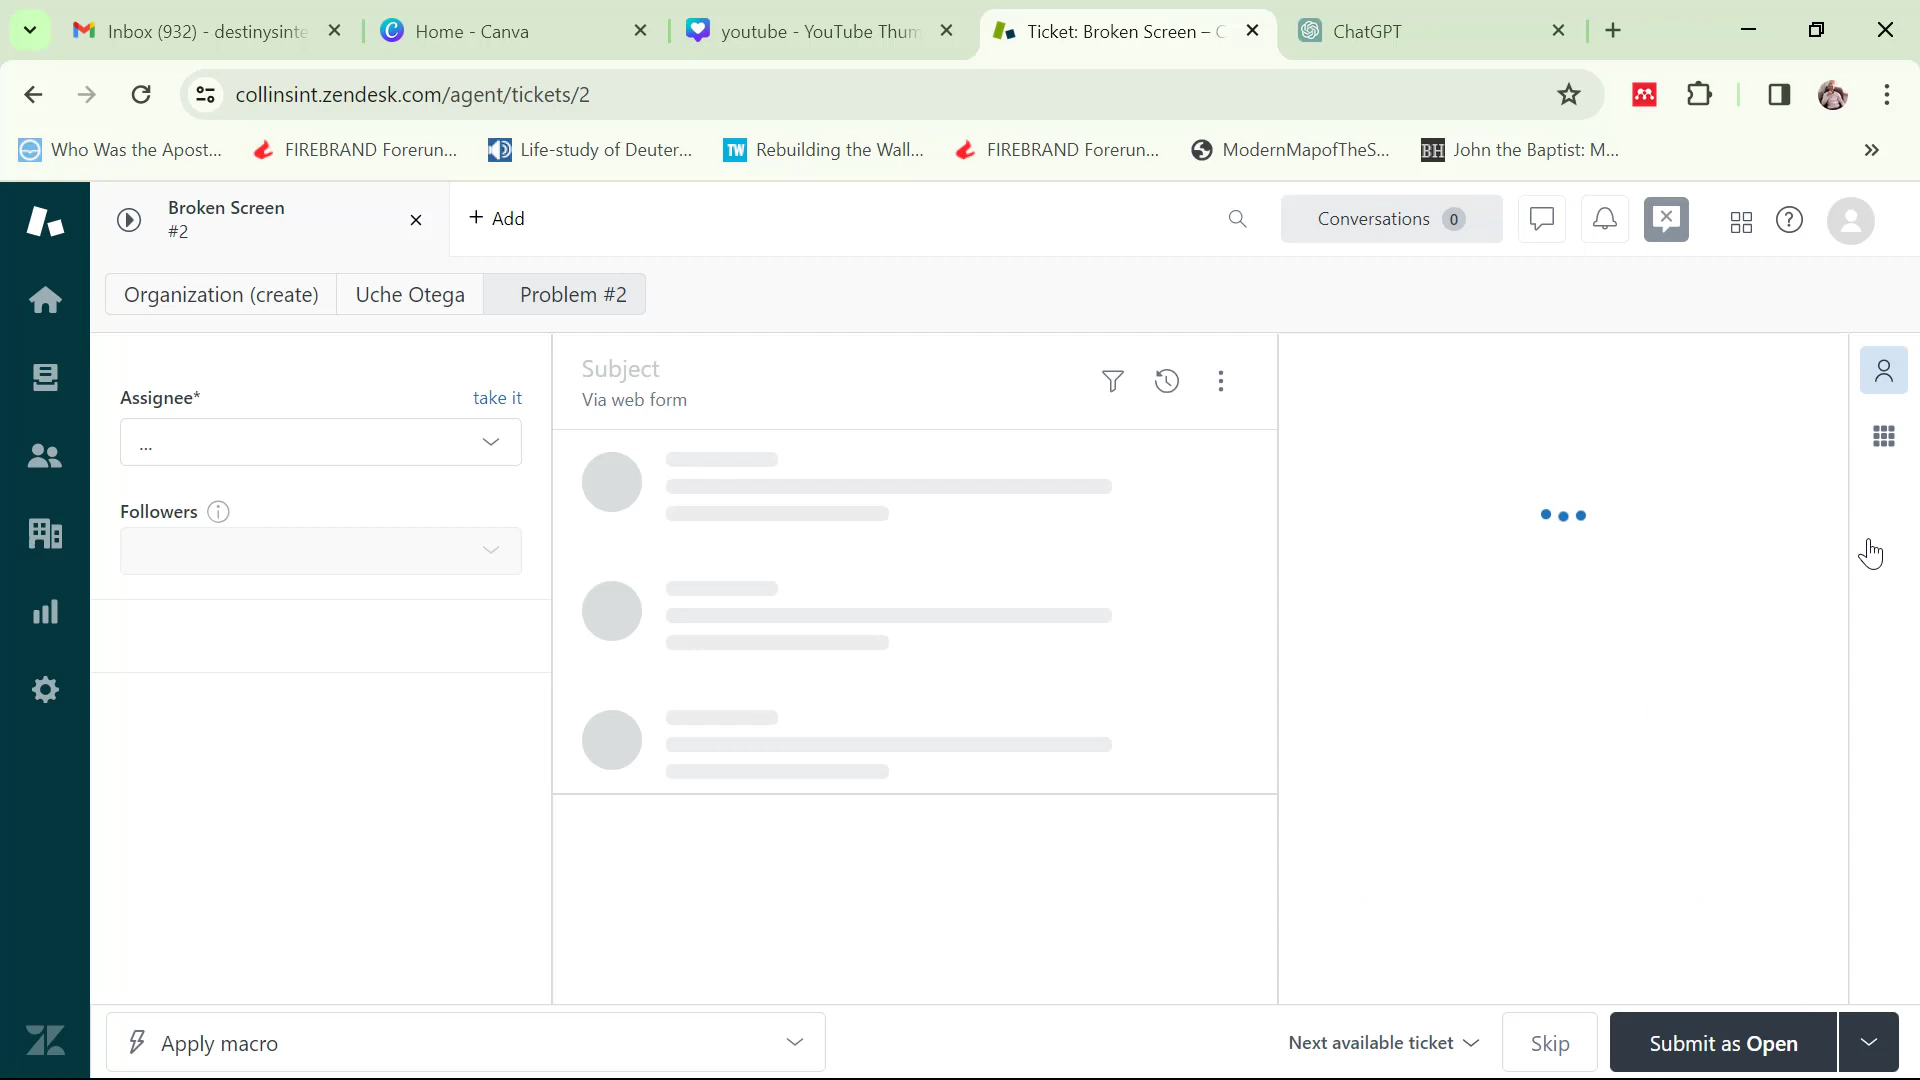 Inbox (932) - destinysinte
Home - Canva
youtube - YouTube Thum
Ticket: Broken Screen – C
ChatGPT
collinsint.zendesk.com/agent/tickets/2
Who Was the Apost...
FIREBRAND Forerun...
Life-study of Deuter...
TW
Rebuilding the Wall...
FIREBRAND Forerun...
ModernMapofTheS...
BH
John the Baptist: M...
Broken Screen
#2
+ Add
Conversations 0
Organization (create)
Uche Otega
Problem #2
Assignee*
take it
...
Followers
Subject
Via web form
Apply macro
Next available ticket
Skip
Submit as Open